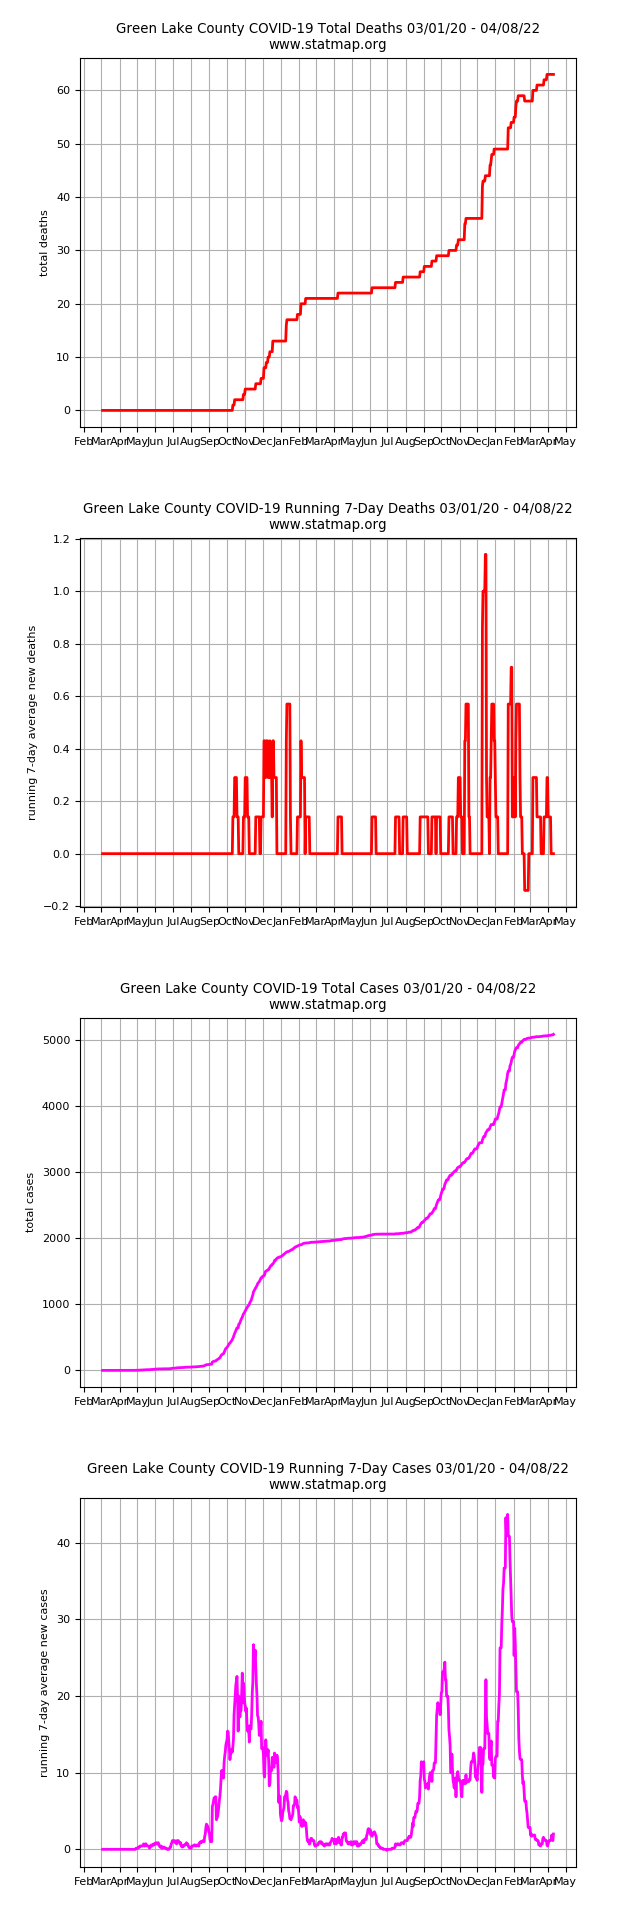 Green Lake County COVID-19 Total Deaths 03/01/20 - 04/08/22
www.statmap.org
total deaths
60
50
40
30
20
10
0
Feb Mar Apr May Jun Jul Aug Sep Oct Nov Dec Jan Feb Mar Apr May Jun Jul Aug Sep Oct Nov Dec Jan Feb Mar Apr May
Green Lake County COVID-19 Running 7-Day Deaths 03/01/20 - 04/08/22
www.statmap.org
running 7-day average new deaths
1.2
1.0
0.8
0.6
0.4
0.2
0.0
−0.2
Feb Mar Apr May Jun Jul Aug Sep Oct Nov Dec Jan Feb Mar Apr May Jun Jul Aug Sep Oct Nov Dec Jan Feb Mar Apr May
Green Lake County COVID-19 Total Cases 03/01/20 - 04/08/22
www.statmap.org
total cases
5000
4000
3000
2000
1000
0
Feb Mar Apr May Jun Jul Aug Sep Oct Nov Dec Jan Feb Mar Apr May Jun Jul Aug Sep Oct Nov Dec Jan Feb Mar Apr May
Green Lake County COVID-19 Running 7-Day Cases 03/01/20 - 04/08/22
www.statmap.org
running 7-day average new cases
40
30
20
10
0
Feb Mar Apr May Jun Jul Aug Sep Oct Nov Dec Jan Feb Mar Apr May Jun Jul Aug Sep Oct Nov Dec Jan Feb Mar Apr May